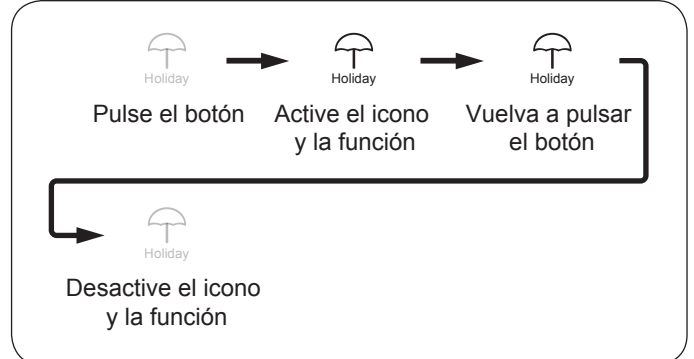 Holiday
Holiday
Holiday
Pulse el botón
Active el icono
y la función
Vuelva a pulsar
el botón
Holiday
Desactive el icono
y la función